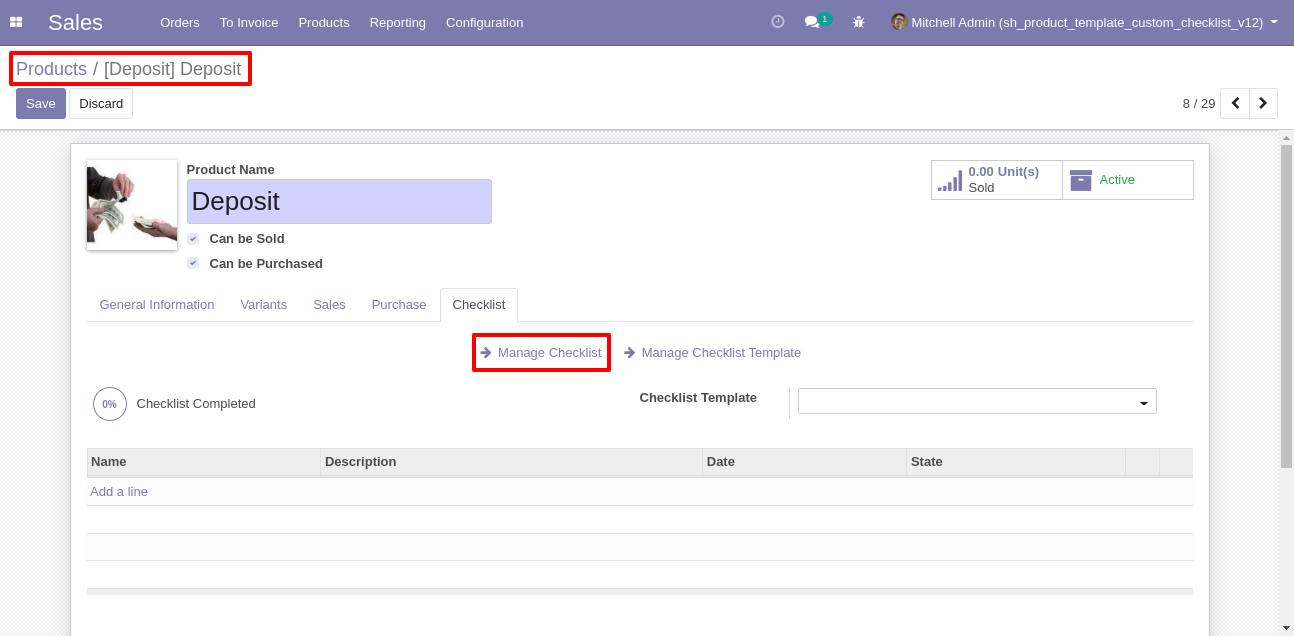 Sales Orders To Invoice Products Reporting Configuration 1 Mitchell Admin (sh_product_template_custom_checklist_v12)
Products / [Deposit] Deposit
Save Discard 8 / 29
Product Name
Deposit
0.00 Unit(s)
Sold
Active
Can be Sold
Can be Purchased
General Information Variants Sales Purchase Checklist
Manage Checklist Manage Checklist Template
0% Checklist Completed Checklist Template
Name Description Date State
Add a line